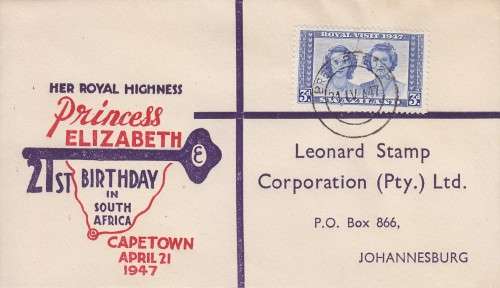 HER ROYAL HIGHNESS
Princess
ELIZABETH
E
21ST BIRTHDAY
IN
SOUTH
AFRICA
CAPETOWN
APRIL 21
1947
ROYAL VISIT 1947
3D SWAZILAND 3D
Leonard Stamp
Corporation (Pty.) Ltd.
P.O. Box 866,
JOHANNESBURG